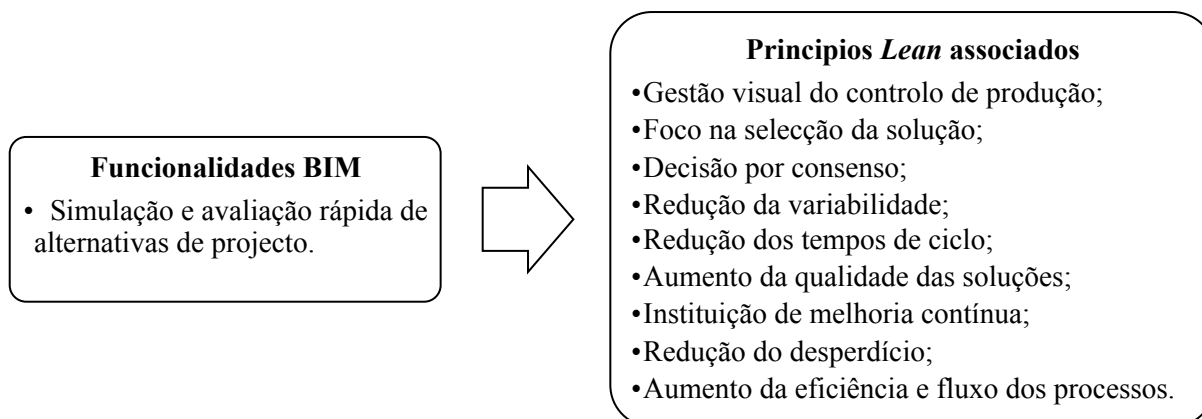 Funcionalidades BIM
• Simulação e avaliação rápida de
alternativas de projecto.
Principios Lean associados
•Gestão visual do controlo de produção;
•Foco na selecção da solução;
•Decisão por consenso;
•Redução da variabilidade;
•Redução dos tempos de ciclo;
•Aumento da qualidade das soluções;
•Instituição de melhoria contínua;
•Redução do desperdício;
•Aumento da eficiência e fluxo dos processos.